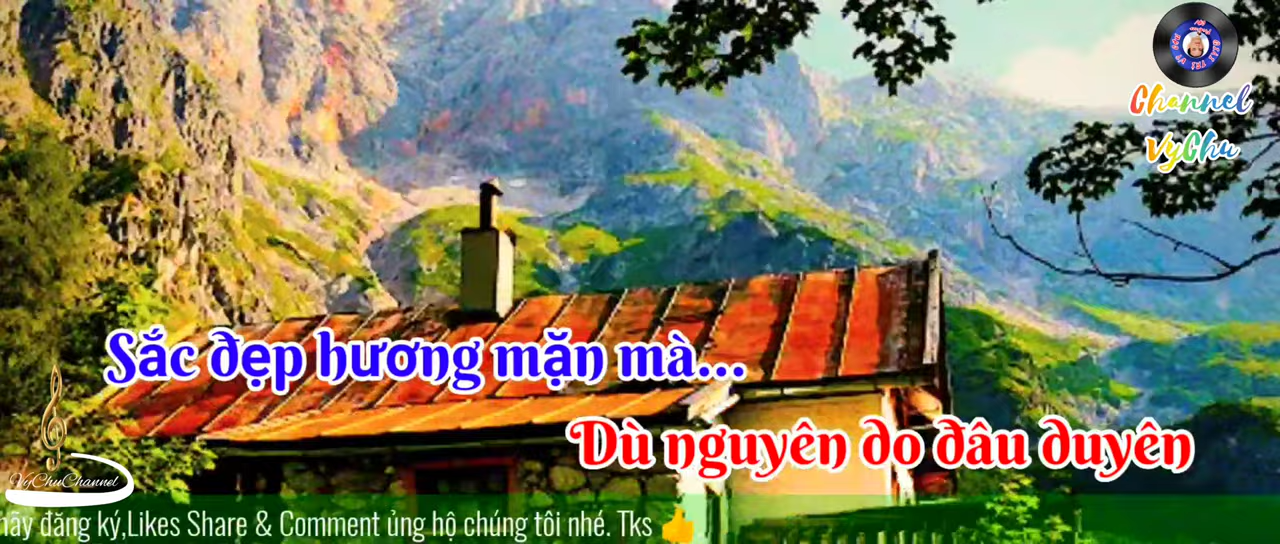 Channel
VyChu
Sắc đẹp hương mặn mà...
Dù nguyên do đâu duyên
VyChuChannel
hãy đăng ký,Likes Share & Comment ủng hộ chúng tôi nhé. Tks 👍